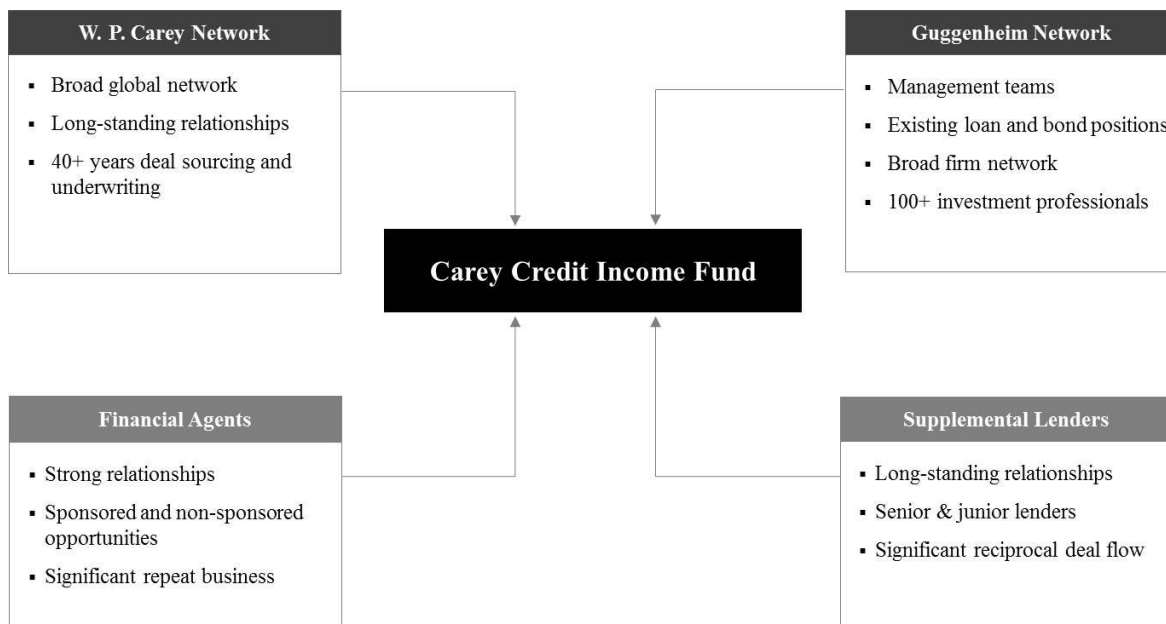 W. P. Carey Network
▪ Broad global network
▪ Long-standing relationships
▪ 40+ years deal sourcing and
underwriting
Guggenheim Network
▪ Management teams
▪ Existing loan and bond positions
▪ Broad firm network
▪ 100+ investment professionals
Carey Credit Income Fund
Financial Agents
▪ Strong relationships
▪ Sponsored and non-sponsored
opportunities
▪ Significant repeat business
Supplemental Lenders
▪ Long-standing relationships
▪ Senior & junior lenders
▪ Significant reciprocal deal flow